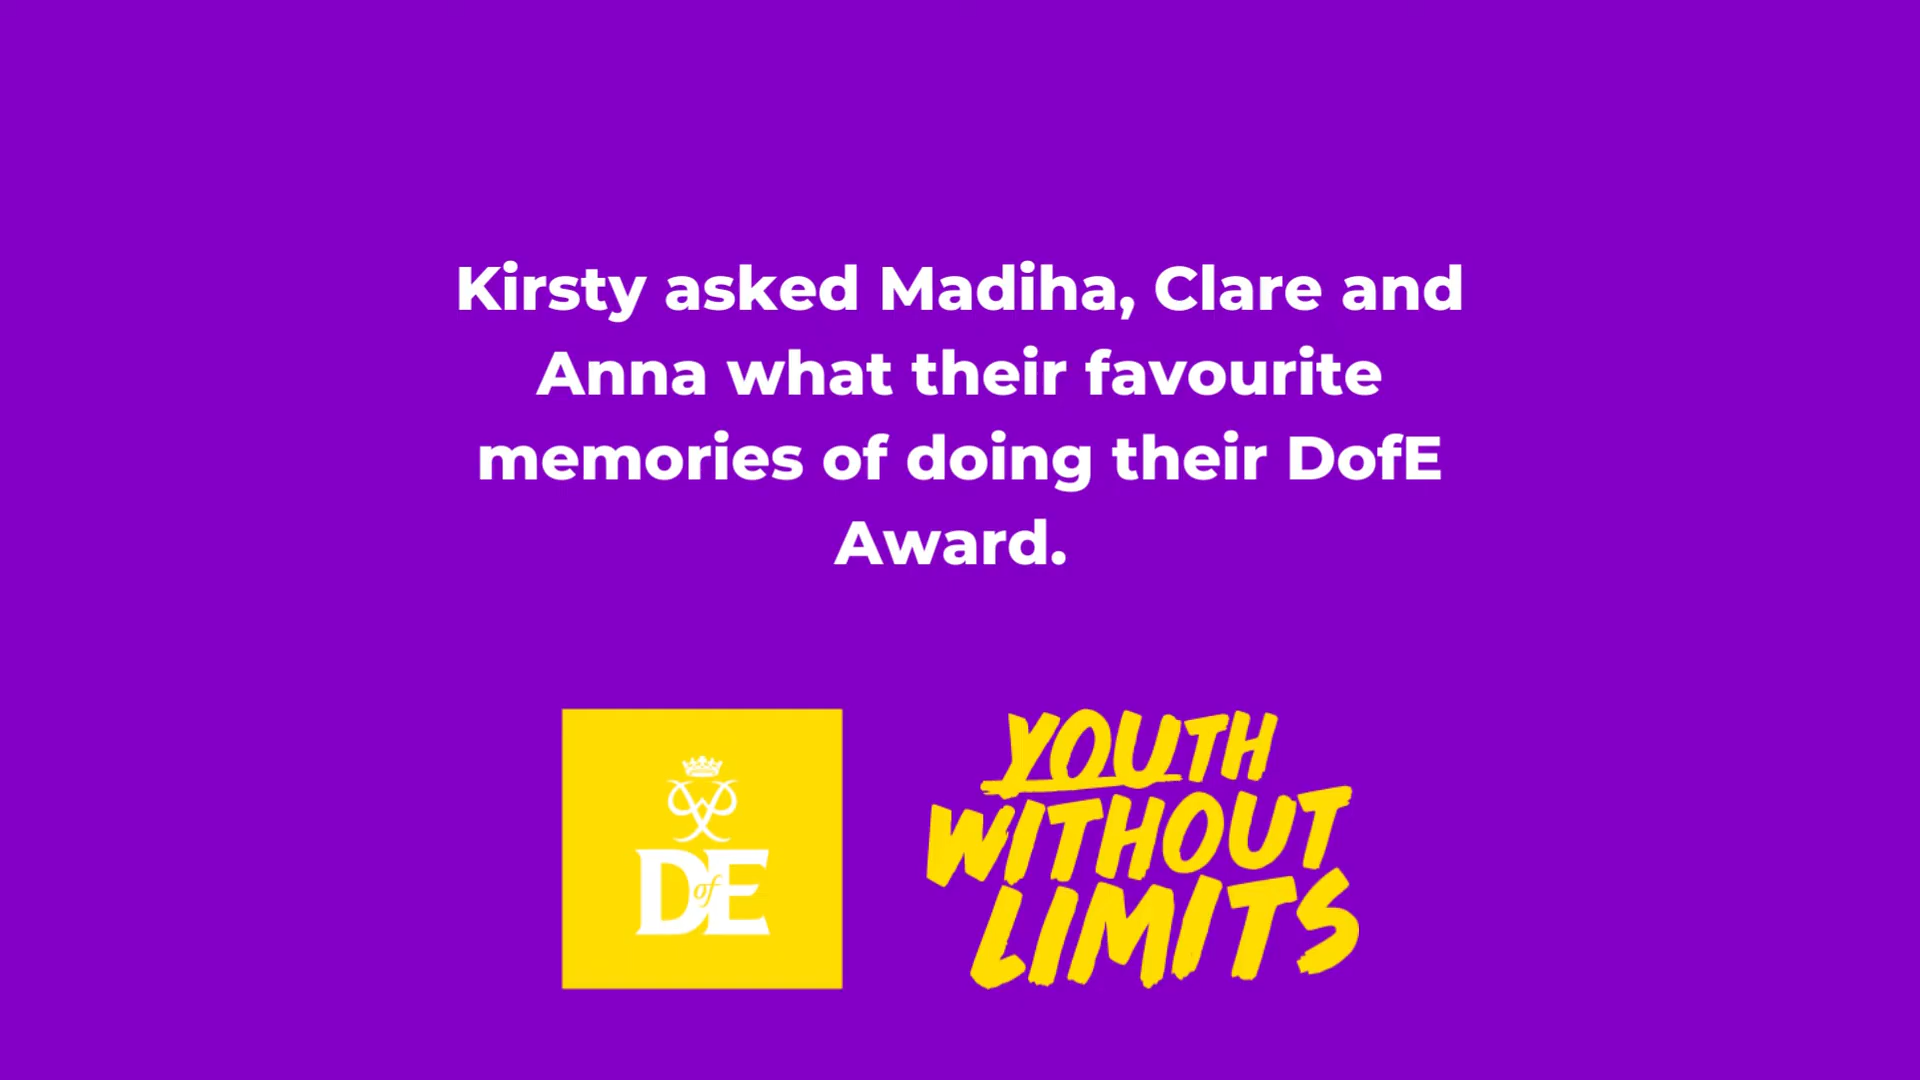 Kirsty asked Madiha, Clare and
Anna what their favourite
memories of doing their DofE
Award.
DofE
YOUTH
WITHOUT
LIMITS